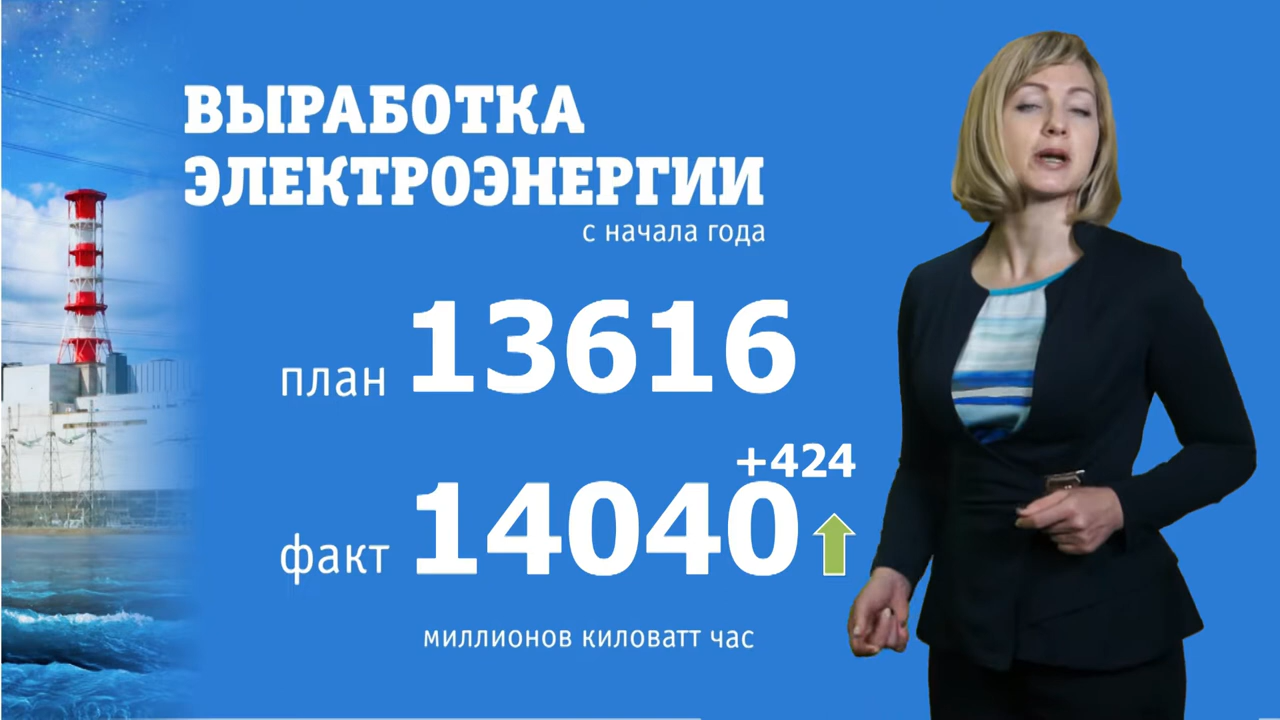 ВЫРАБОТКА
ЭЛЕКТРОЭНЕРГИИ
с начала года
план 13616
+424
факт 14040
миллионов киловатт час